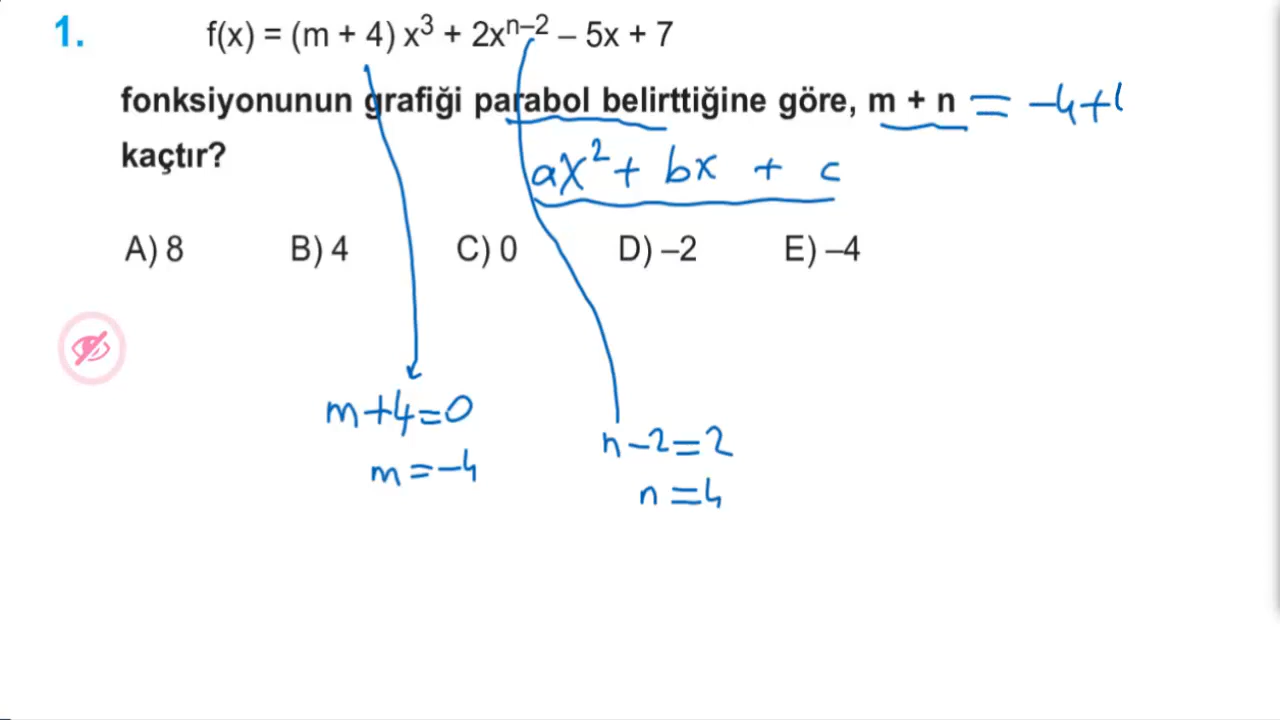 1. f(x) = (m + 4) x³ + 2xⁿ⁻² – 5x + 7
fonksiyonunun grafiği parabol belirttiğine göre, m + n = -4+
kaçtır?
ax² + bx + c
A) 8 B) 4 C) 0 D) –2 E) –4
m+4=0
m=-4
n-2=2
n=4